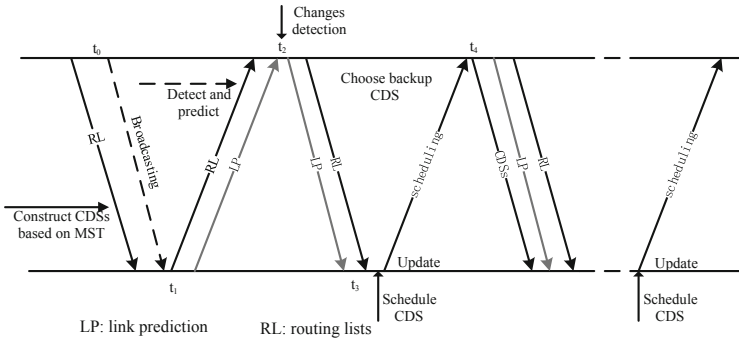 Changes
detection
t0
t2
t4
Detect and
predict
Choose backup
CDS
RL
Broadcasting
RL
LP
LP
RL
scheduling
CDSs
LP
RL
scheduling
Construct CDSs
based on MST
Update
Update
t1
t3
Schedule
CDS
Schedule
CDS
LP: link prediction
RL: routing lists